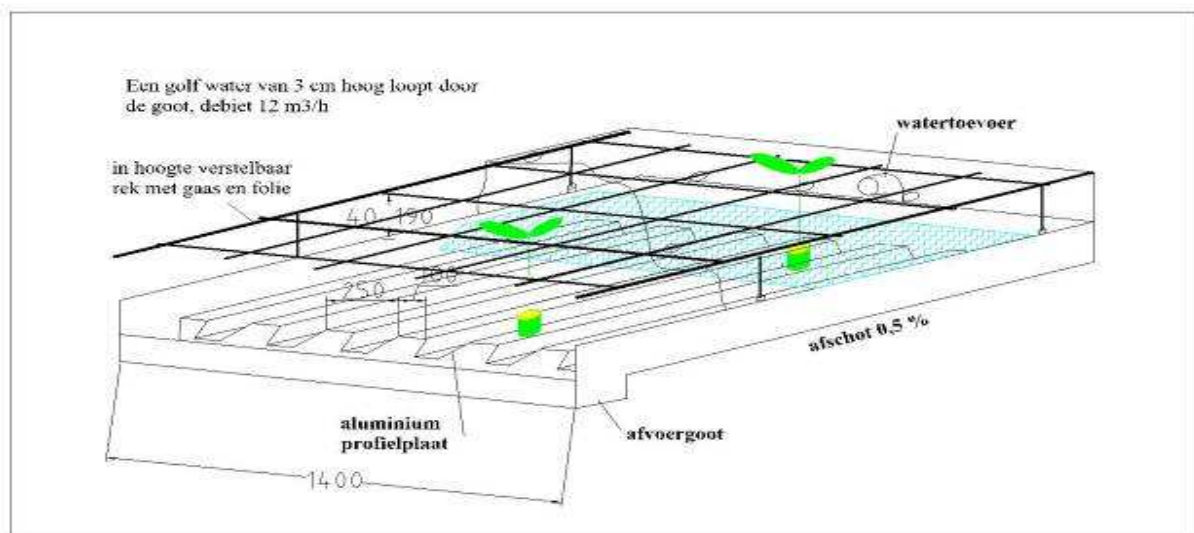 Een golf water van 3 cm hoog loopt door
de goot, debiet 12 m3/h
watertoevoer
in hoogte verstelbaar
rek met gaas en folie
40-190
250
afschot 0,5 %
aluminium
profielplaat
afvoergoot
1400